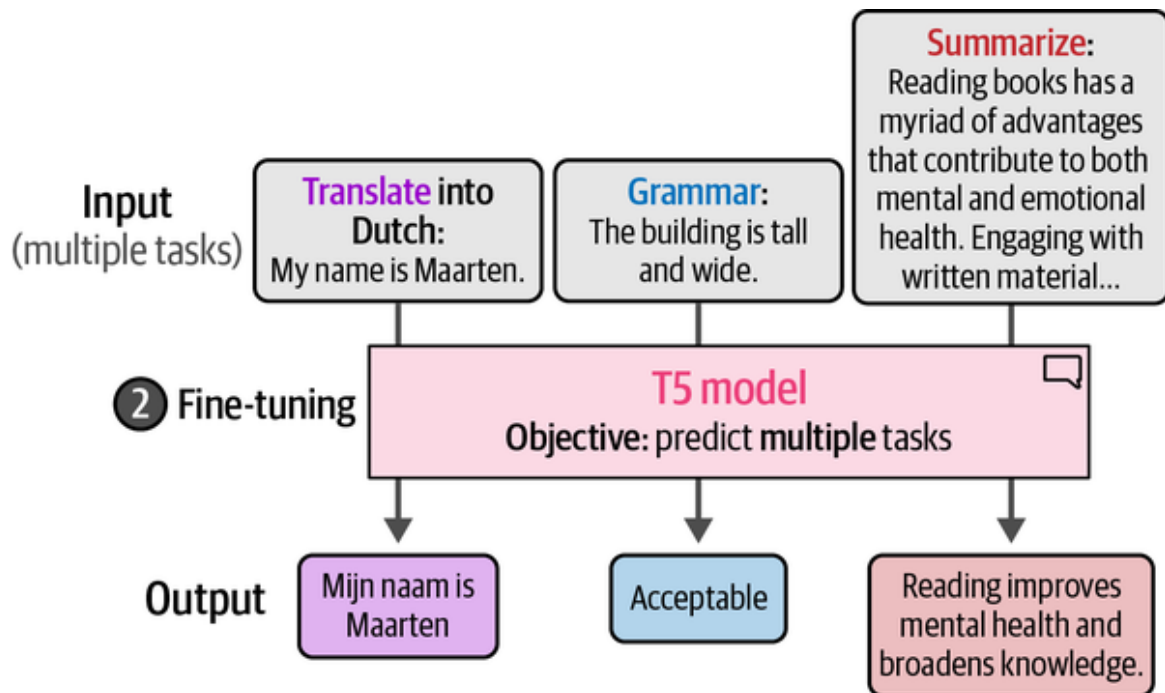 Input
(multiple tasks)
Translate into
Dutch:
My name is Maarten.
Grammar:
The building is tall
and wide.
Summarize:
Reading books has a
myriad of advantages
that contribute to both
mental and emotional
health. Engaging with
written material...
2 Fine-tuning
T5 model
Objective: predict multiple tasks
Output
Mijn naam is
Maarten
Acceptable
Reading improves
mental health and
broadens knowledge.